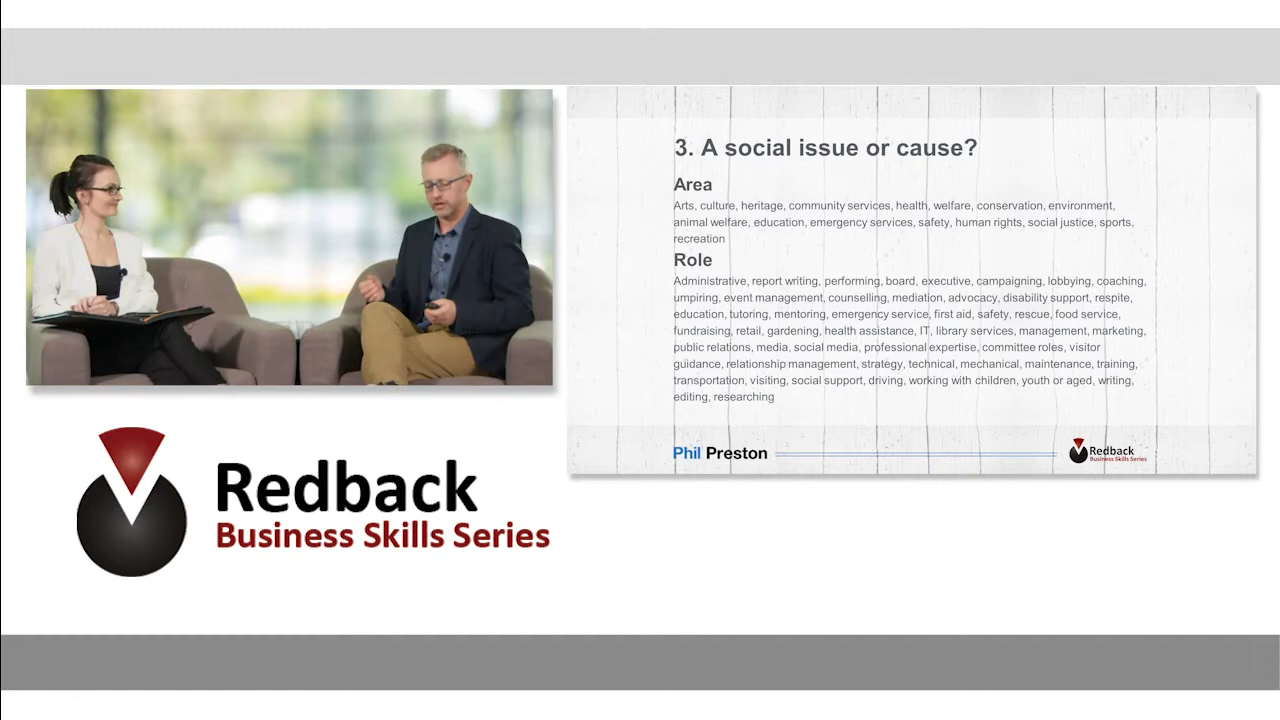 3. A social issue or cause?
Area
Arts, culture, heritage, community services, health, welfare, conservation, environment,
animal welfare, education, emergency services, safety, human rights, social justice, sports,
recreation
Role
Administrative, report writing, performing, board, executive, campaigning, lobbying, coaching,
umpiring, event management, counselling, mediation, advocacy, disability support, respite,
education, tutoring, mentoring, emergency service, first aid, safety, rescue, food service,
fundraising, retail, gardening, health assistance, IT, library services, management, marketing,
public relations, media, social media, professional expertise, committee roles, visitor
guidance, relationship management, strategy, technical, mechanical, maintenance, training,
transportation, visiting, social support, driving, working with children, youth or aged, writing,
editing, researching
Phil Preston
Redback
Business Skills Series
Redback
Business Skills Series